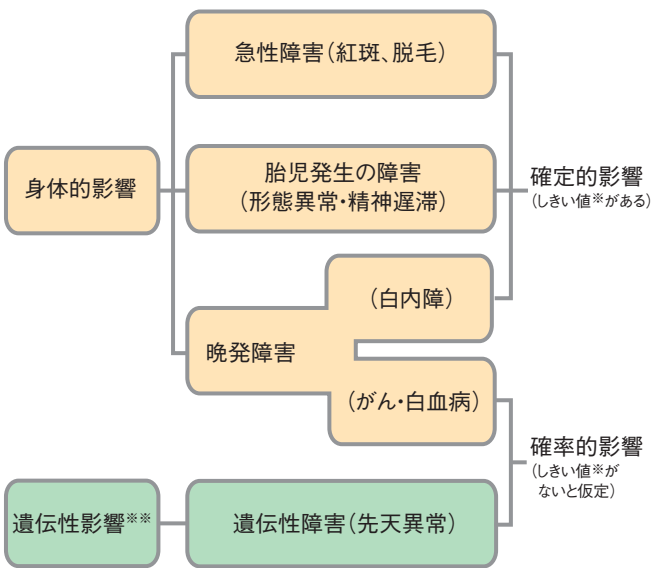 急性障害(紅斑、脱毛)
身体的影響
胎児発生の障害
(形態異常・精神遅滞)
確定的影響
(しきい値※がある)
(白内障)
晩発障害
(がん・白血病)
確率的影響
(しきい値※が
ないと仮定)
遺伝性影響※※
遺伝性障害(先天異常)